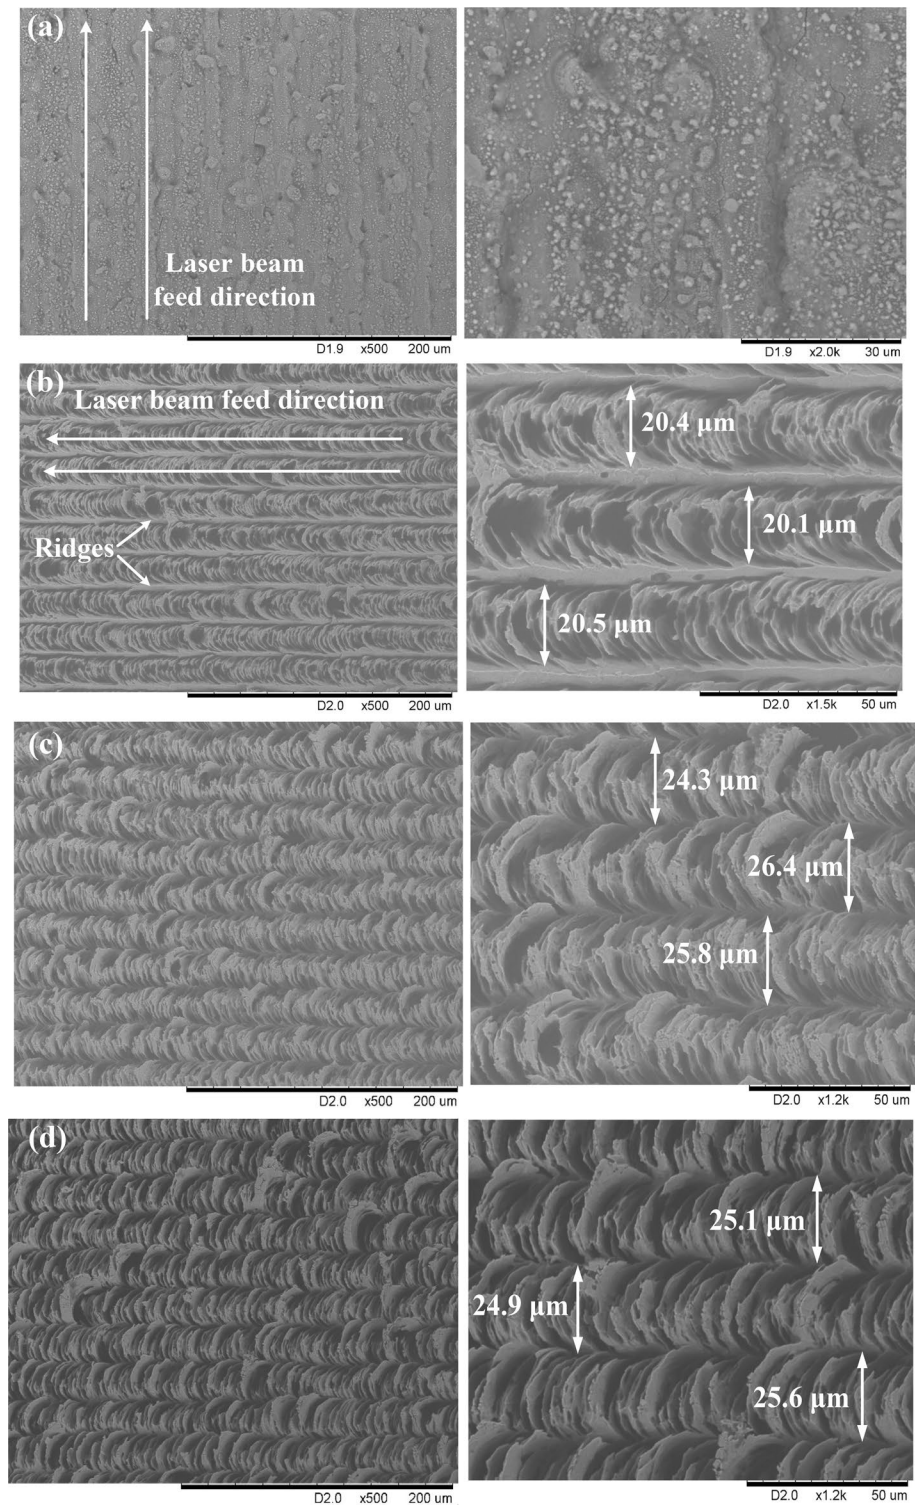 (a)
Laser beam
feed direction
D1.9 x500 200 um
D1.9 x2.0k 30 um
(b)
Laser beam feed direction
Ridges
D2.0 x500 200 um
20.4 µm
20.1 µm
20.5 µm
D2.0 x1.5k 50 um
(c)
D2.0 x500 200 um
24.3 µm
26.4 µm
25.8 µm
D2.0 x1.2k 50 um
(d)
D2.0 x500 200 um
25.1 µm
24.9 µm
25.6 µm
D2.0 x1.2k 50 um